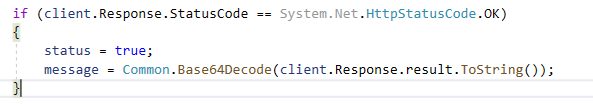 if (client.Response.StatusCode == System.Net.HttpStatusCode.OK)
{
    status = true;
    message = Common.Base64Decode(client.Response.result.ToString());
}